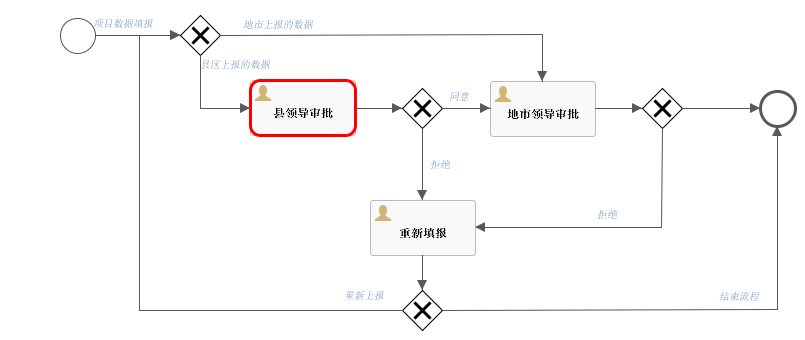 项目数据填报
地市上报的数据
县区上报的数据
县领导审批
同意
地市领导审批
拒绝
重新填报
拒绝
重新上报
结束流程